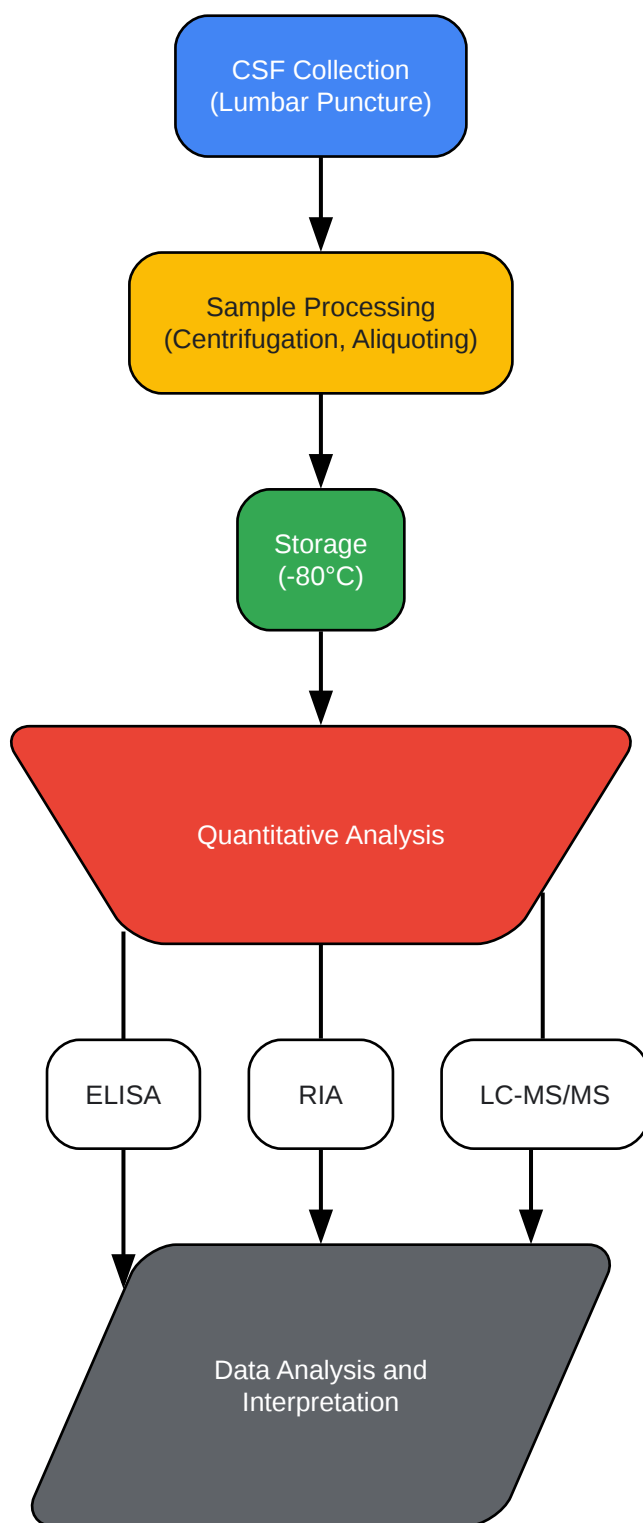 CSF Collection
(Lumbar Puncture)
Sample Processing
(Centrifugation, Aliquoting)
Storage
(-80°C)
Quantitative Analysis
ELISA
RIA
LC-MS/MS
Data Analysis and
Interpretation